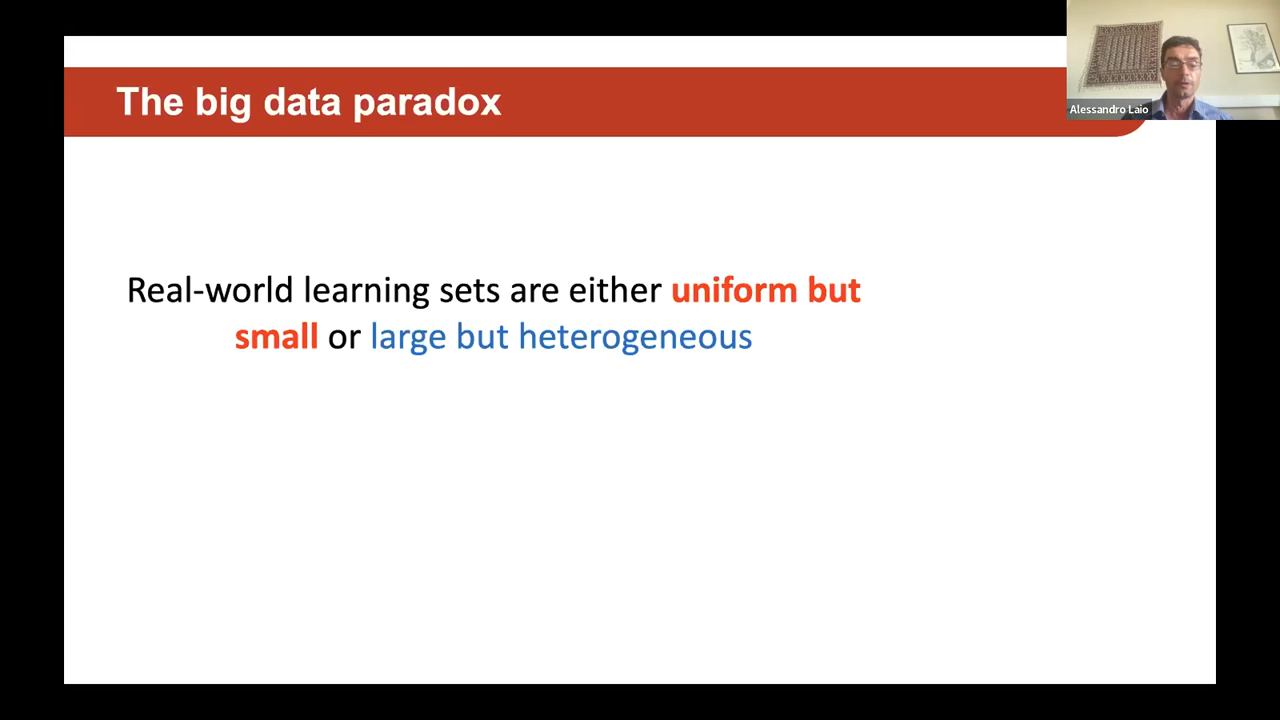 The big data paradox
Alessandro Laio
Real-world learning sets are either uniform but
small or large but heterogeneous